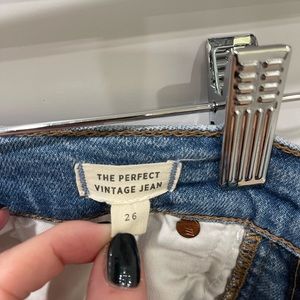 THE PERFECT
VINTAGE JEAN
26